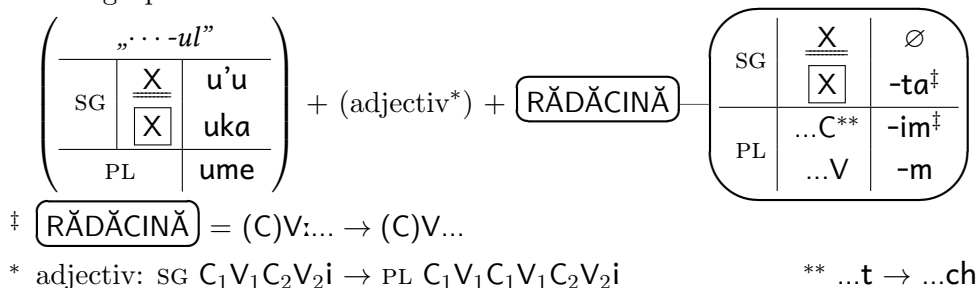 „· · · -ul”
SG X u'u
X uka
PL ume
+ (adjectiv*) + RĂDĂCINĂ
SG X ∅
X -ta‡
PL ...C** -im‡
...V -m
‡ RĂDĂCINĂ = (C)Vː... → (C)V...
* adjectiv: SG C₁V₁C₂V₂i → PL C₁V₁C₁V₁C₂V₂i ** ...t → ...ch